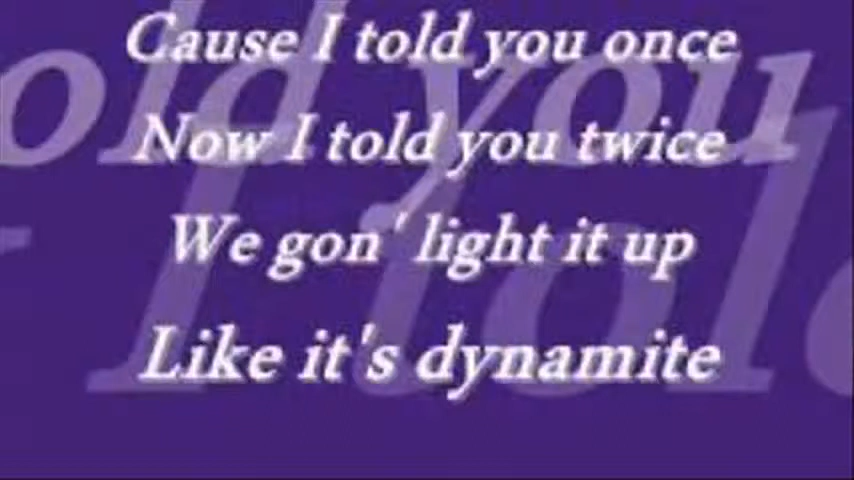 Cause I told you once
Now I told you twice
We gon' light it up
Like it's dynamite